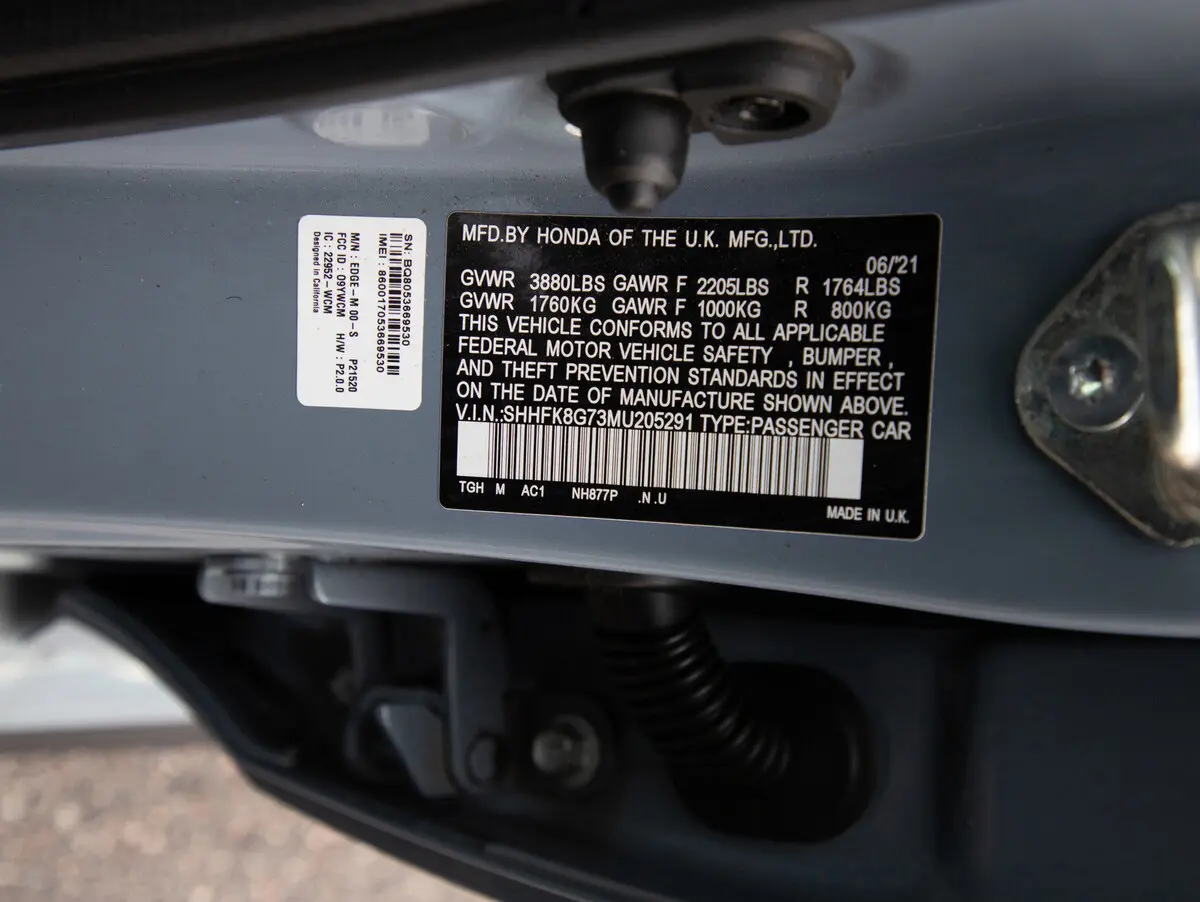 SN: BQ8053669530
IMEI : 860017053669530
M/N : EDGE-M 00-S P21520
FCC ID : 09YWCM H/W : P2.0.0
IC : 22952-WCM
Designed in California
MFD.BY HONDA OF THE U.K. MFG.,LTD.
06/'21
GVWR 3880LBS GAWR F 2205LBS R 1764LBS
GVWR 1760KG GAWR F 1000KG R 800KG
THIS VEHICLE CONFORMS TO ALL APPLICABLE
FEDERAL MOTOR VEHICLE SAFETY , BUMPER ,
AND THEFT PREVENTION STANDARDS IN EFFECT
ON THE DATE OF MANUFACTURE SHOWN ABOVE.
V.I.N.:SHHFK8G73MU205291 TYPE:PASSENGER CAR
TGH M AC1 NH877P .N .U
MADE IN U.K.